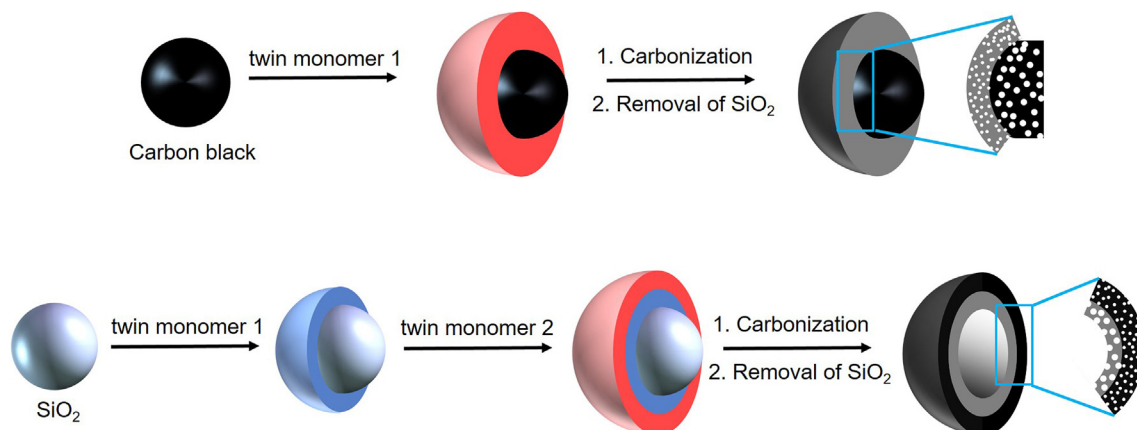 twin monomer 1
1. Carbonization
2. Removal of SiO₂
Carbon black
twin monomer 1
twin monomer 2
1. Carbonization
2. Removal of SiO₂
SiO₂